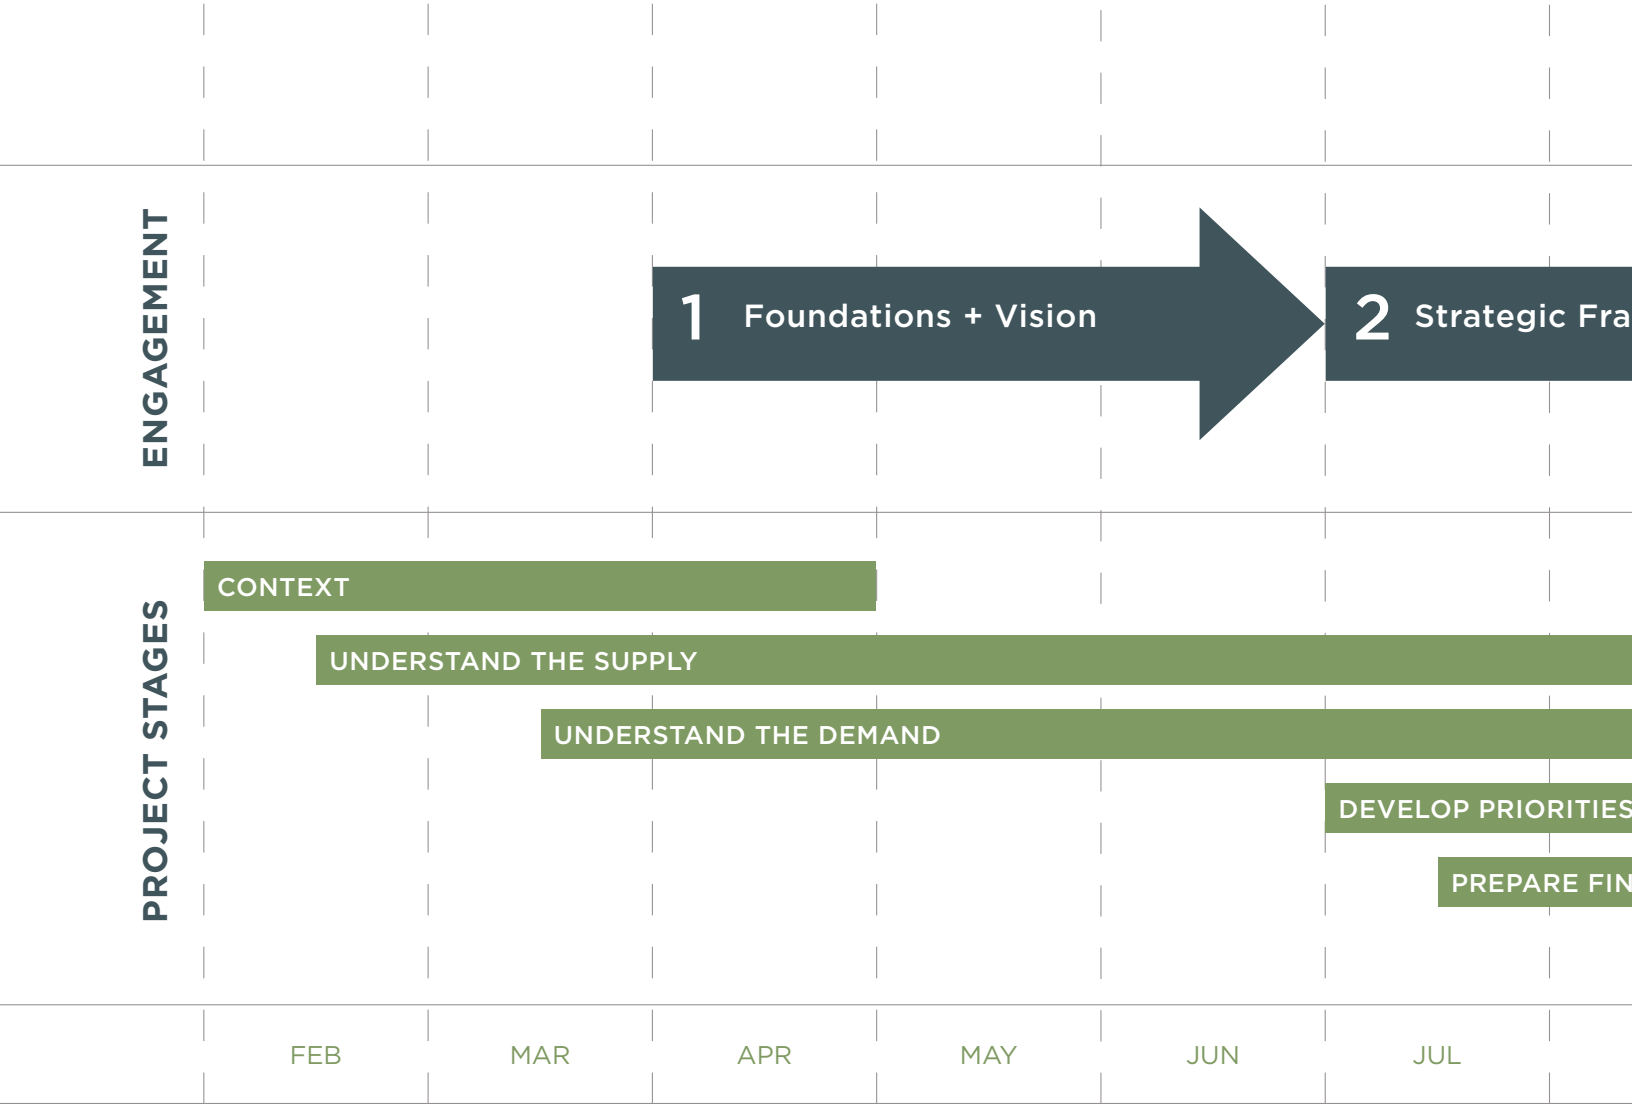 ENGAGEMENT
1 Foundations + Vision
2 Strategic Fra
PROJECT STAGES
CONTEXT
UNDERSTAND THE SUPPLY
UNDERSTAND THE DEMAND
DEVELOP PRIORITIES
PREPARE FIN
FEB MAR APR MAY JUN JUL